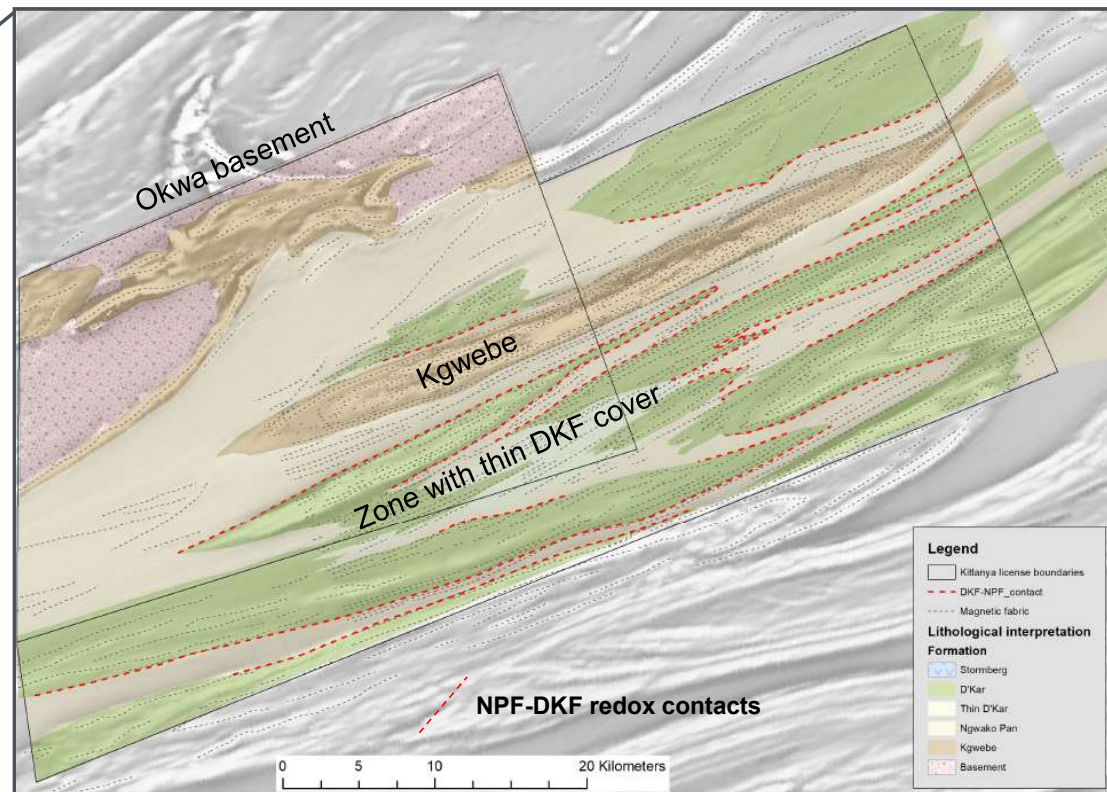 Okwa basement
Kgwebe
Zone with thin DKF cover
NPF-DKF redox contacts
0 5 10 20 Kilometers
Legend
Kitlanya license boundaries
DKF-NPF_contact
Magnetic fabric
Lithological interpretation
Formation
Stormberg
D'Kar
Thin D'Kar
Ngwako Pan
Kgwebe
Basement